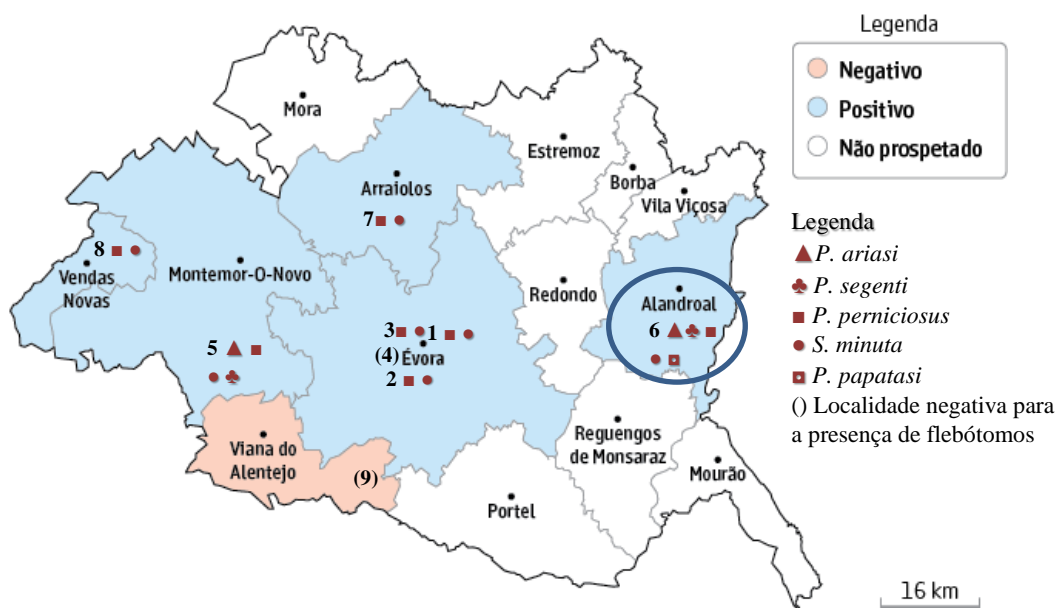 Legenda
Negativo
Positivo
Não prospetado
Legenda
P. ariasi
P. segenti
P. perniciosus
S. minuta
P. papatasi
() Localidade negativa para
a presença de flebótomos
Mora
Estremoz
Arraiolos
7
Borba
Vila Viçosa
8
Vendas
Novas
Montemor-O-Novo
Redondo
Alandroal
6
3
1
(4)
Évora
2
5
Viana do
Alentejo
(9)
Reguengos
de Monsaraz
Mourão
Portel
16 km